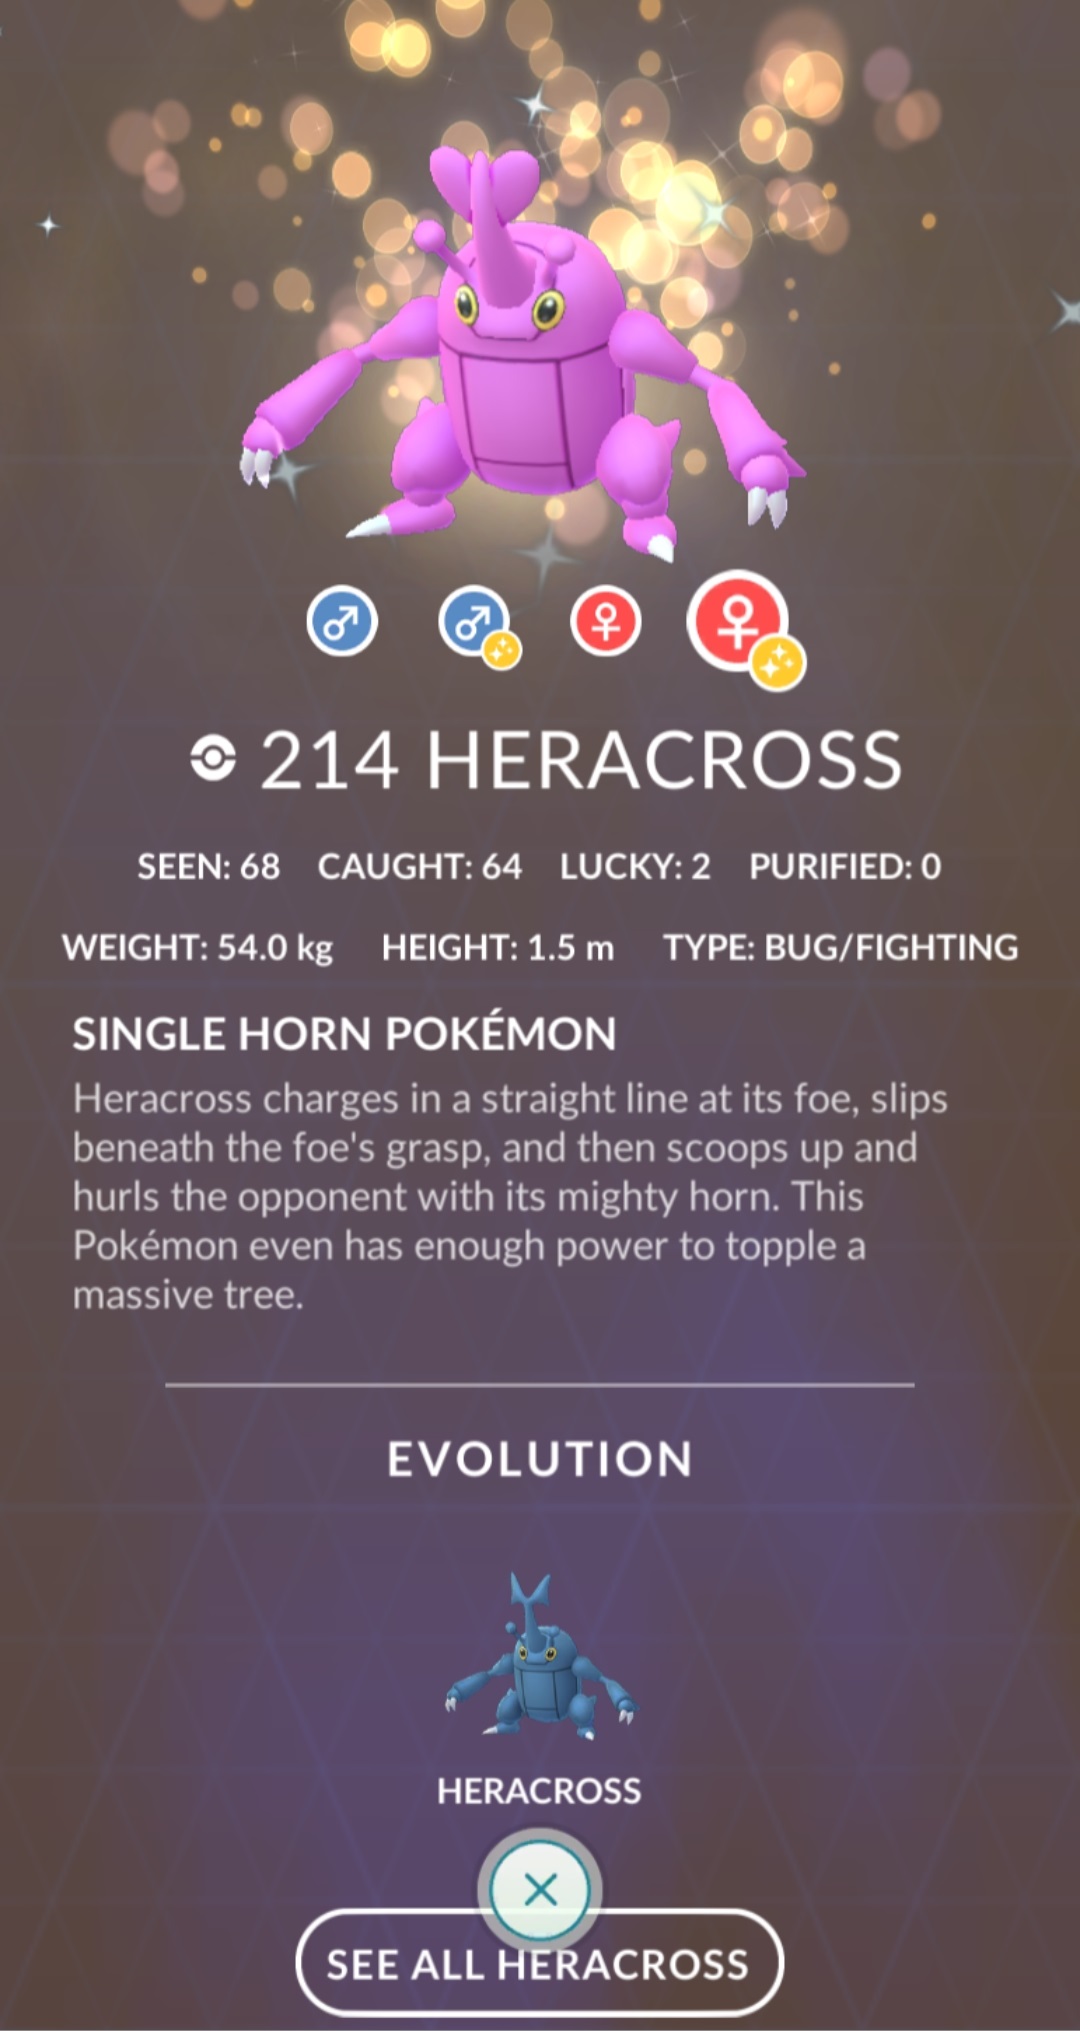 214 HERACROSS
SEEN: 68 CAUGHT: 64 LUCKY: 2 PURIFIED: 0
WEIGHT: 54.0 kg HEIGHT: 1.5 m TYPE: BUG/FIGHTING
SINGLE HORN POKÉMON
Heracross charges in a straight line at its foe, slips
beneath the foe's grasp, and then scoops up and
hurls the opponent with its mighty horn. This
Pokémon even has enough power to topple a
massive tree.
EVOLUTION
HERACROSS
SEE ALL HERACROSS